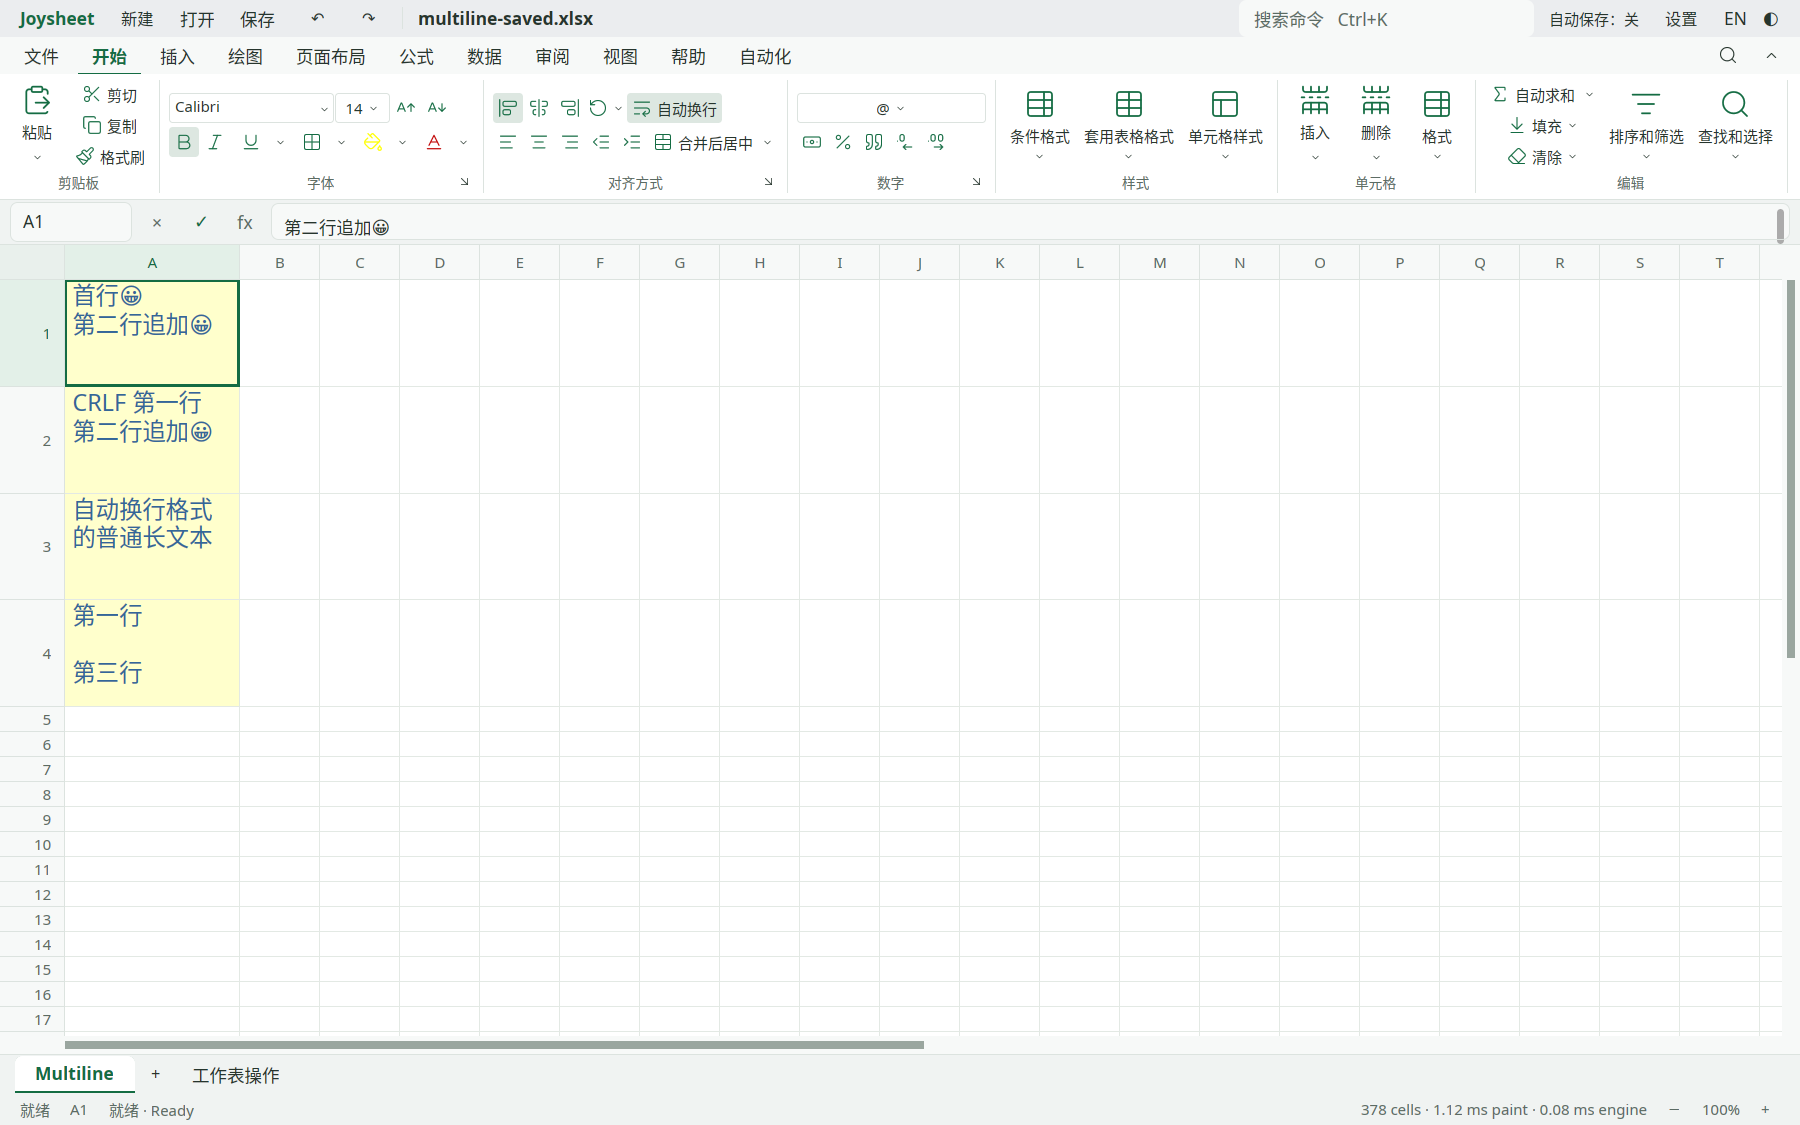 Joysheet 新建 打开 保存 ↶ ↷ multiline-saved.xlsx 搜索命令 Ctrl+K 自动保存：关 设置 EN
文件 开始 插入 绘图 页面布局 公式 数据 审阅 视图 帮助 自动化
粘贴 剪切 复制 格式刷 剪贴板
Calibri 14 A↑ A↓
B I U A 字体
自动换行
合并后居中
对齐方式
@
% 数字
条件格式 套用表格格式 单元格样式 样式
插入 删除 格式 单元格
自动求和 填充 清除 排序和筛选 查找和选择 编辑
A1 × ✓ fx 第二行追加😀
A B C D E F G H I J K L M N O P Q R S T
1 首行😀
第二行追加😀
2 CRLF 第一行
第二行追加😀
3 自动换行格式
的普通长文本
4 第一行
第三行
5
6
7
8
9
10
11
12
13
14
15
16
17
Multiline + 工作表操作
就绪 A1 就绪 · Ready 378 cells · 1.12 ms paint · 0.08 ms engine − 100% +